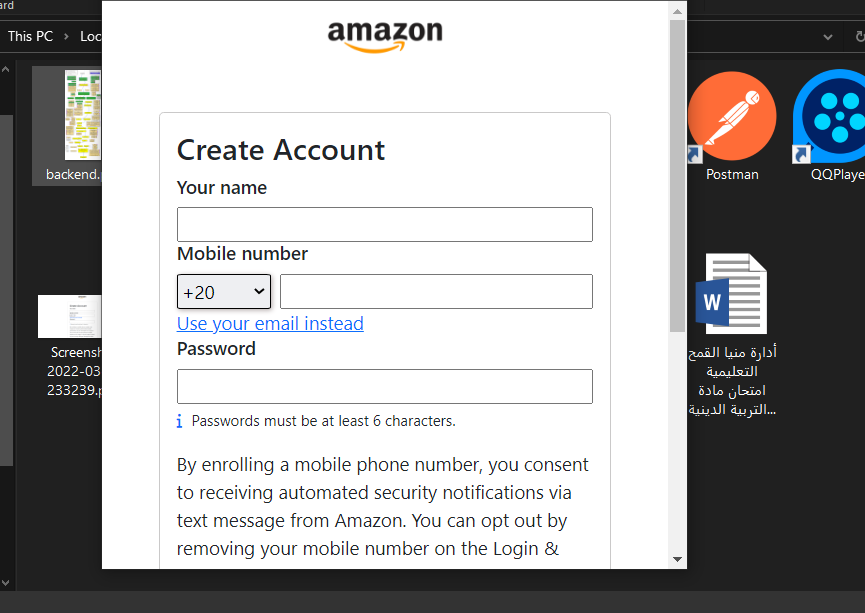 ard
This PC > Loc
amazon
Create Account
Your name
Mobile number
+20
Use your email instead
Password
i Passwords must be at least 6 characters.
By enrolling a mobile phone number, you consent
to receiving automated security notifications via
text message from Amazon. You can opt out by
removing your mobile number on the Login &
backend.
Screensh
2022-03
233239.p
Postman
QQPlaye
W
أدارة منيا القمح
التعليمية
امتحان مادة
التربية الدينية...